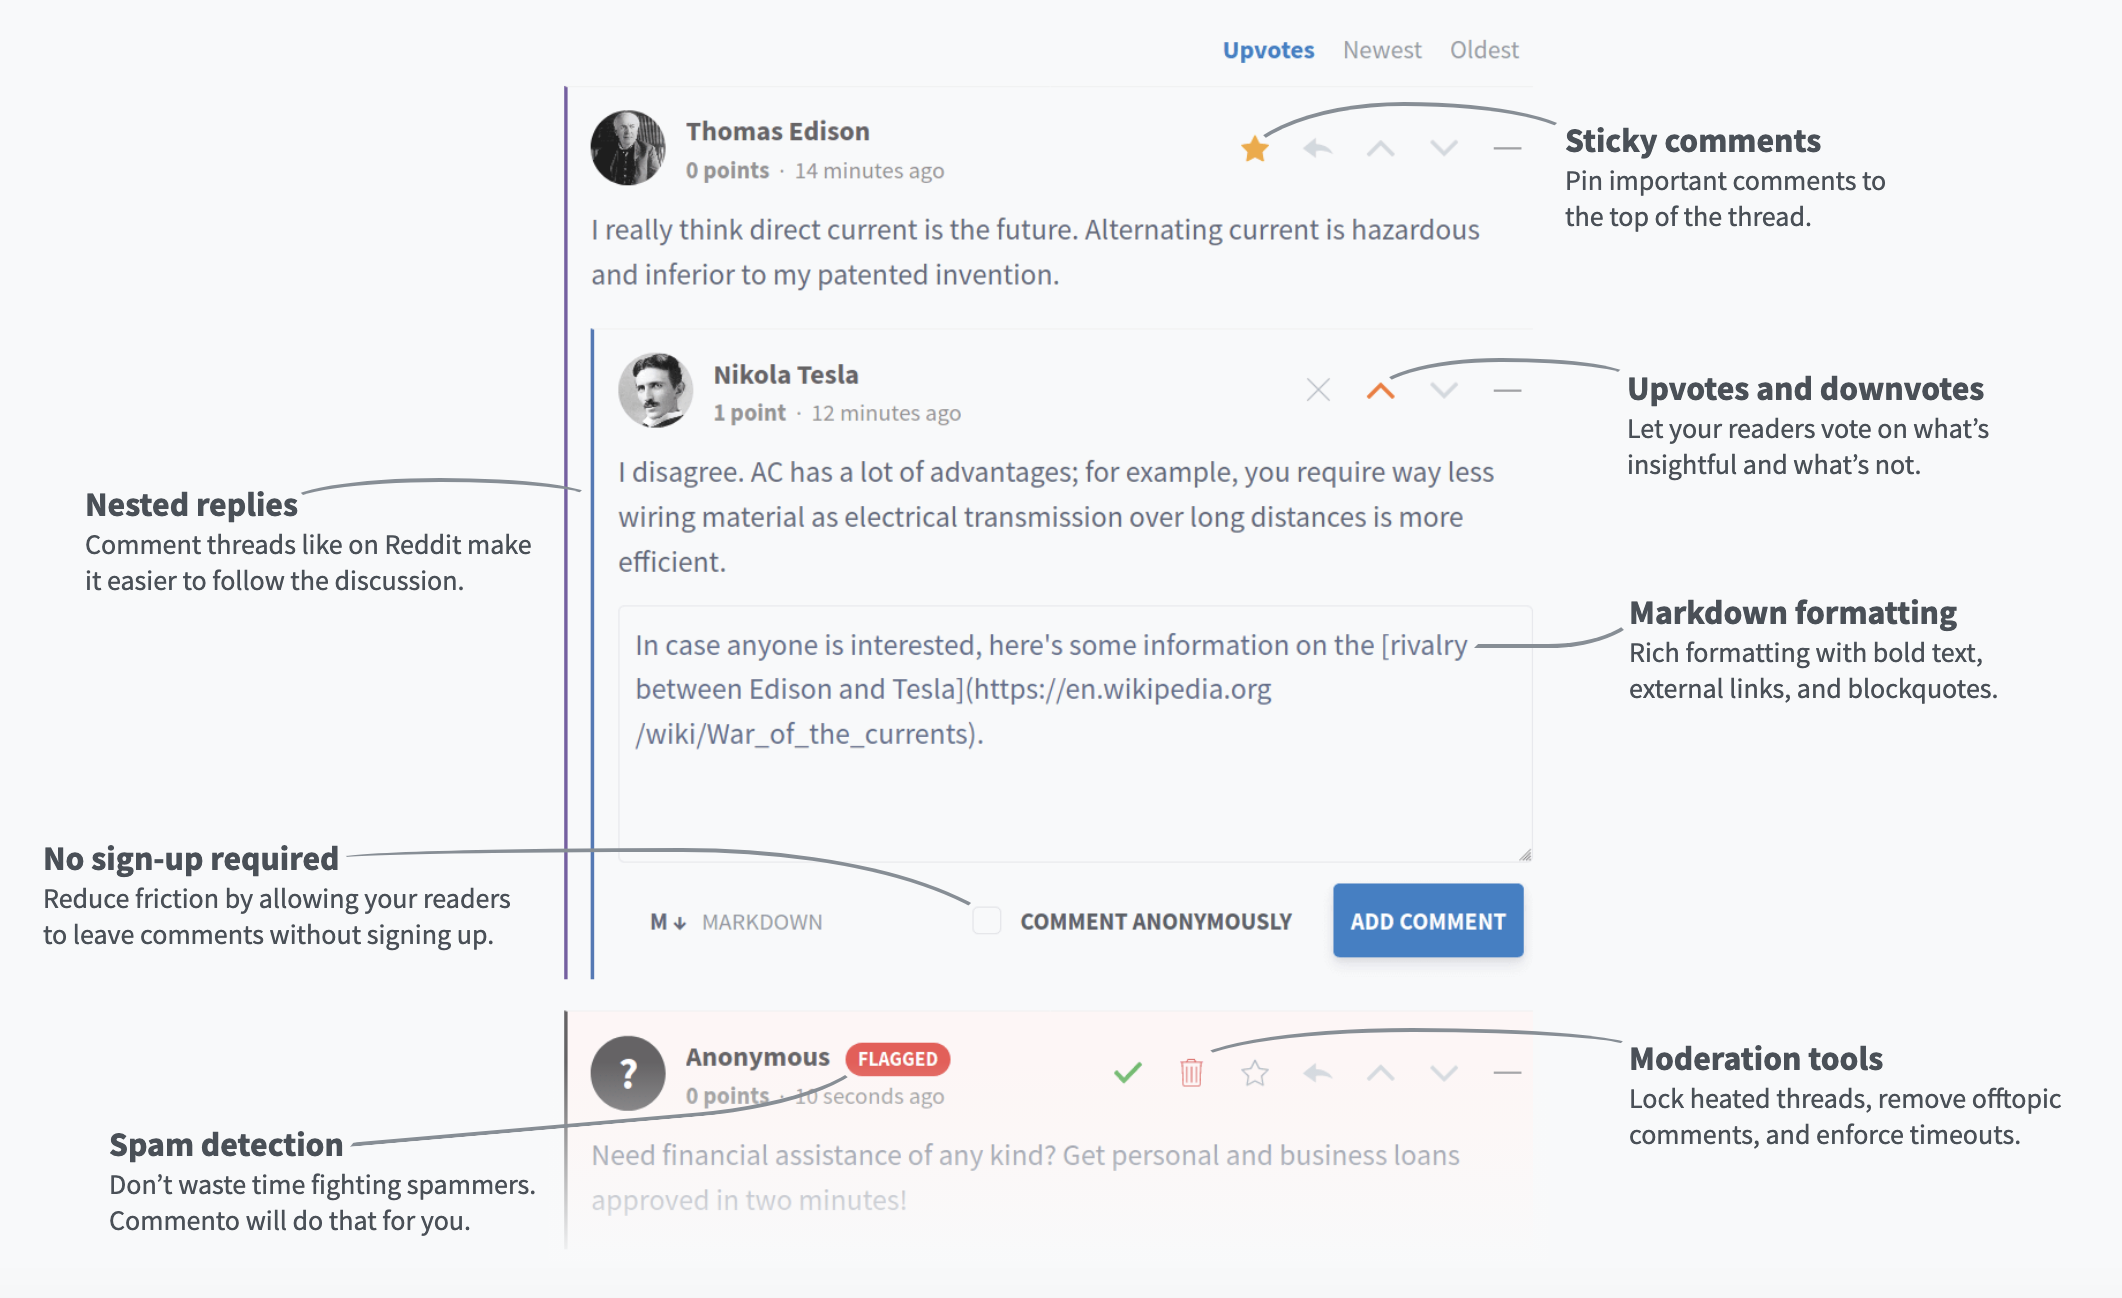 Upvotes Newest Oldest
Thomas Edison
0 points · 14 minutes ago
Sticky comments
Pin important comments to
the top of the thread.
I really think direct current is the future. Alternating current is hazardous
and inferior to my patented invention.
Nikola Tesla
1 point · 12 minutes ago
Upvotes and downvotes
Let your readers vote on what’s
insightful and what’s not.
I disagree. AC has a lot of advantages; for example, you require way less
wiring material as electrical transmission over long distances is more
efficient.
Nested replies
Comment threads like on Reddit make
it easier to follow the discussion.
In case anyone is interested, here's some information on the [rivalry
between Edison and Tesla](https://en.wikipedia.org
/wiki/War_of_the_currents).
Markdown formatting
Rich formatting with bold text,
external links, and blockquotes.
No sign-up required
Reduce friction by allowing your readers
to leave comments without signing up.
M↓ MARKDOWN COMMENT ANONYMOUSLY ADD COMMENT
? Anonymous FLAGGED
0 points · 10 seconds ago
Moderation tools
Lock heated threads, remove offtopic
comments, and enforce timeouts.
Spam detection
Don’t waste time fighting spammers.
Commento will do that for you.
Need financial assistance of any kind? Get personal and business loans
approved in two minutes!